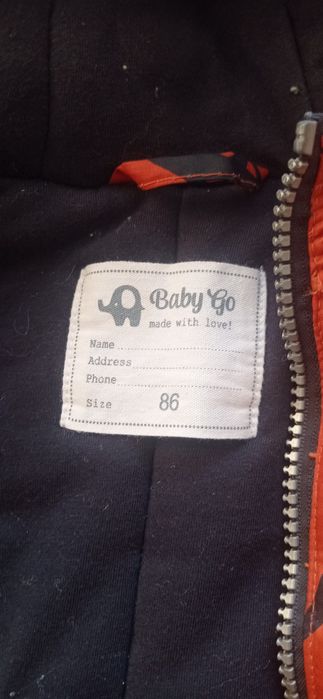 Baby Go
made with love!
Name
Address
Phone
Size 86